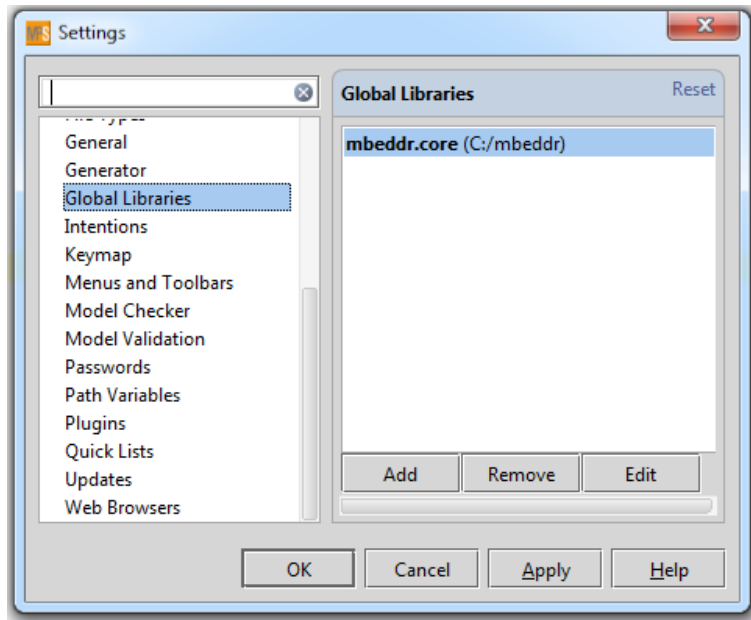 MPS Settings
Global Libraries Reset
General
Generator
Global Libraries
Intentions
Keymap
Menus and Toolbars
Model Checker
Model Validation
Passwords
Path Variables
Plugins
Quick Lists
Updates
Web Browsers
mbeddr.core (C:/mbeddr)
Add Remove Edit
OK Cancel Apply Help